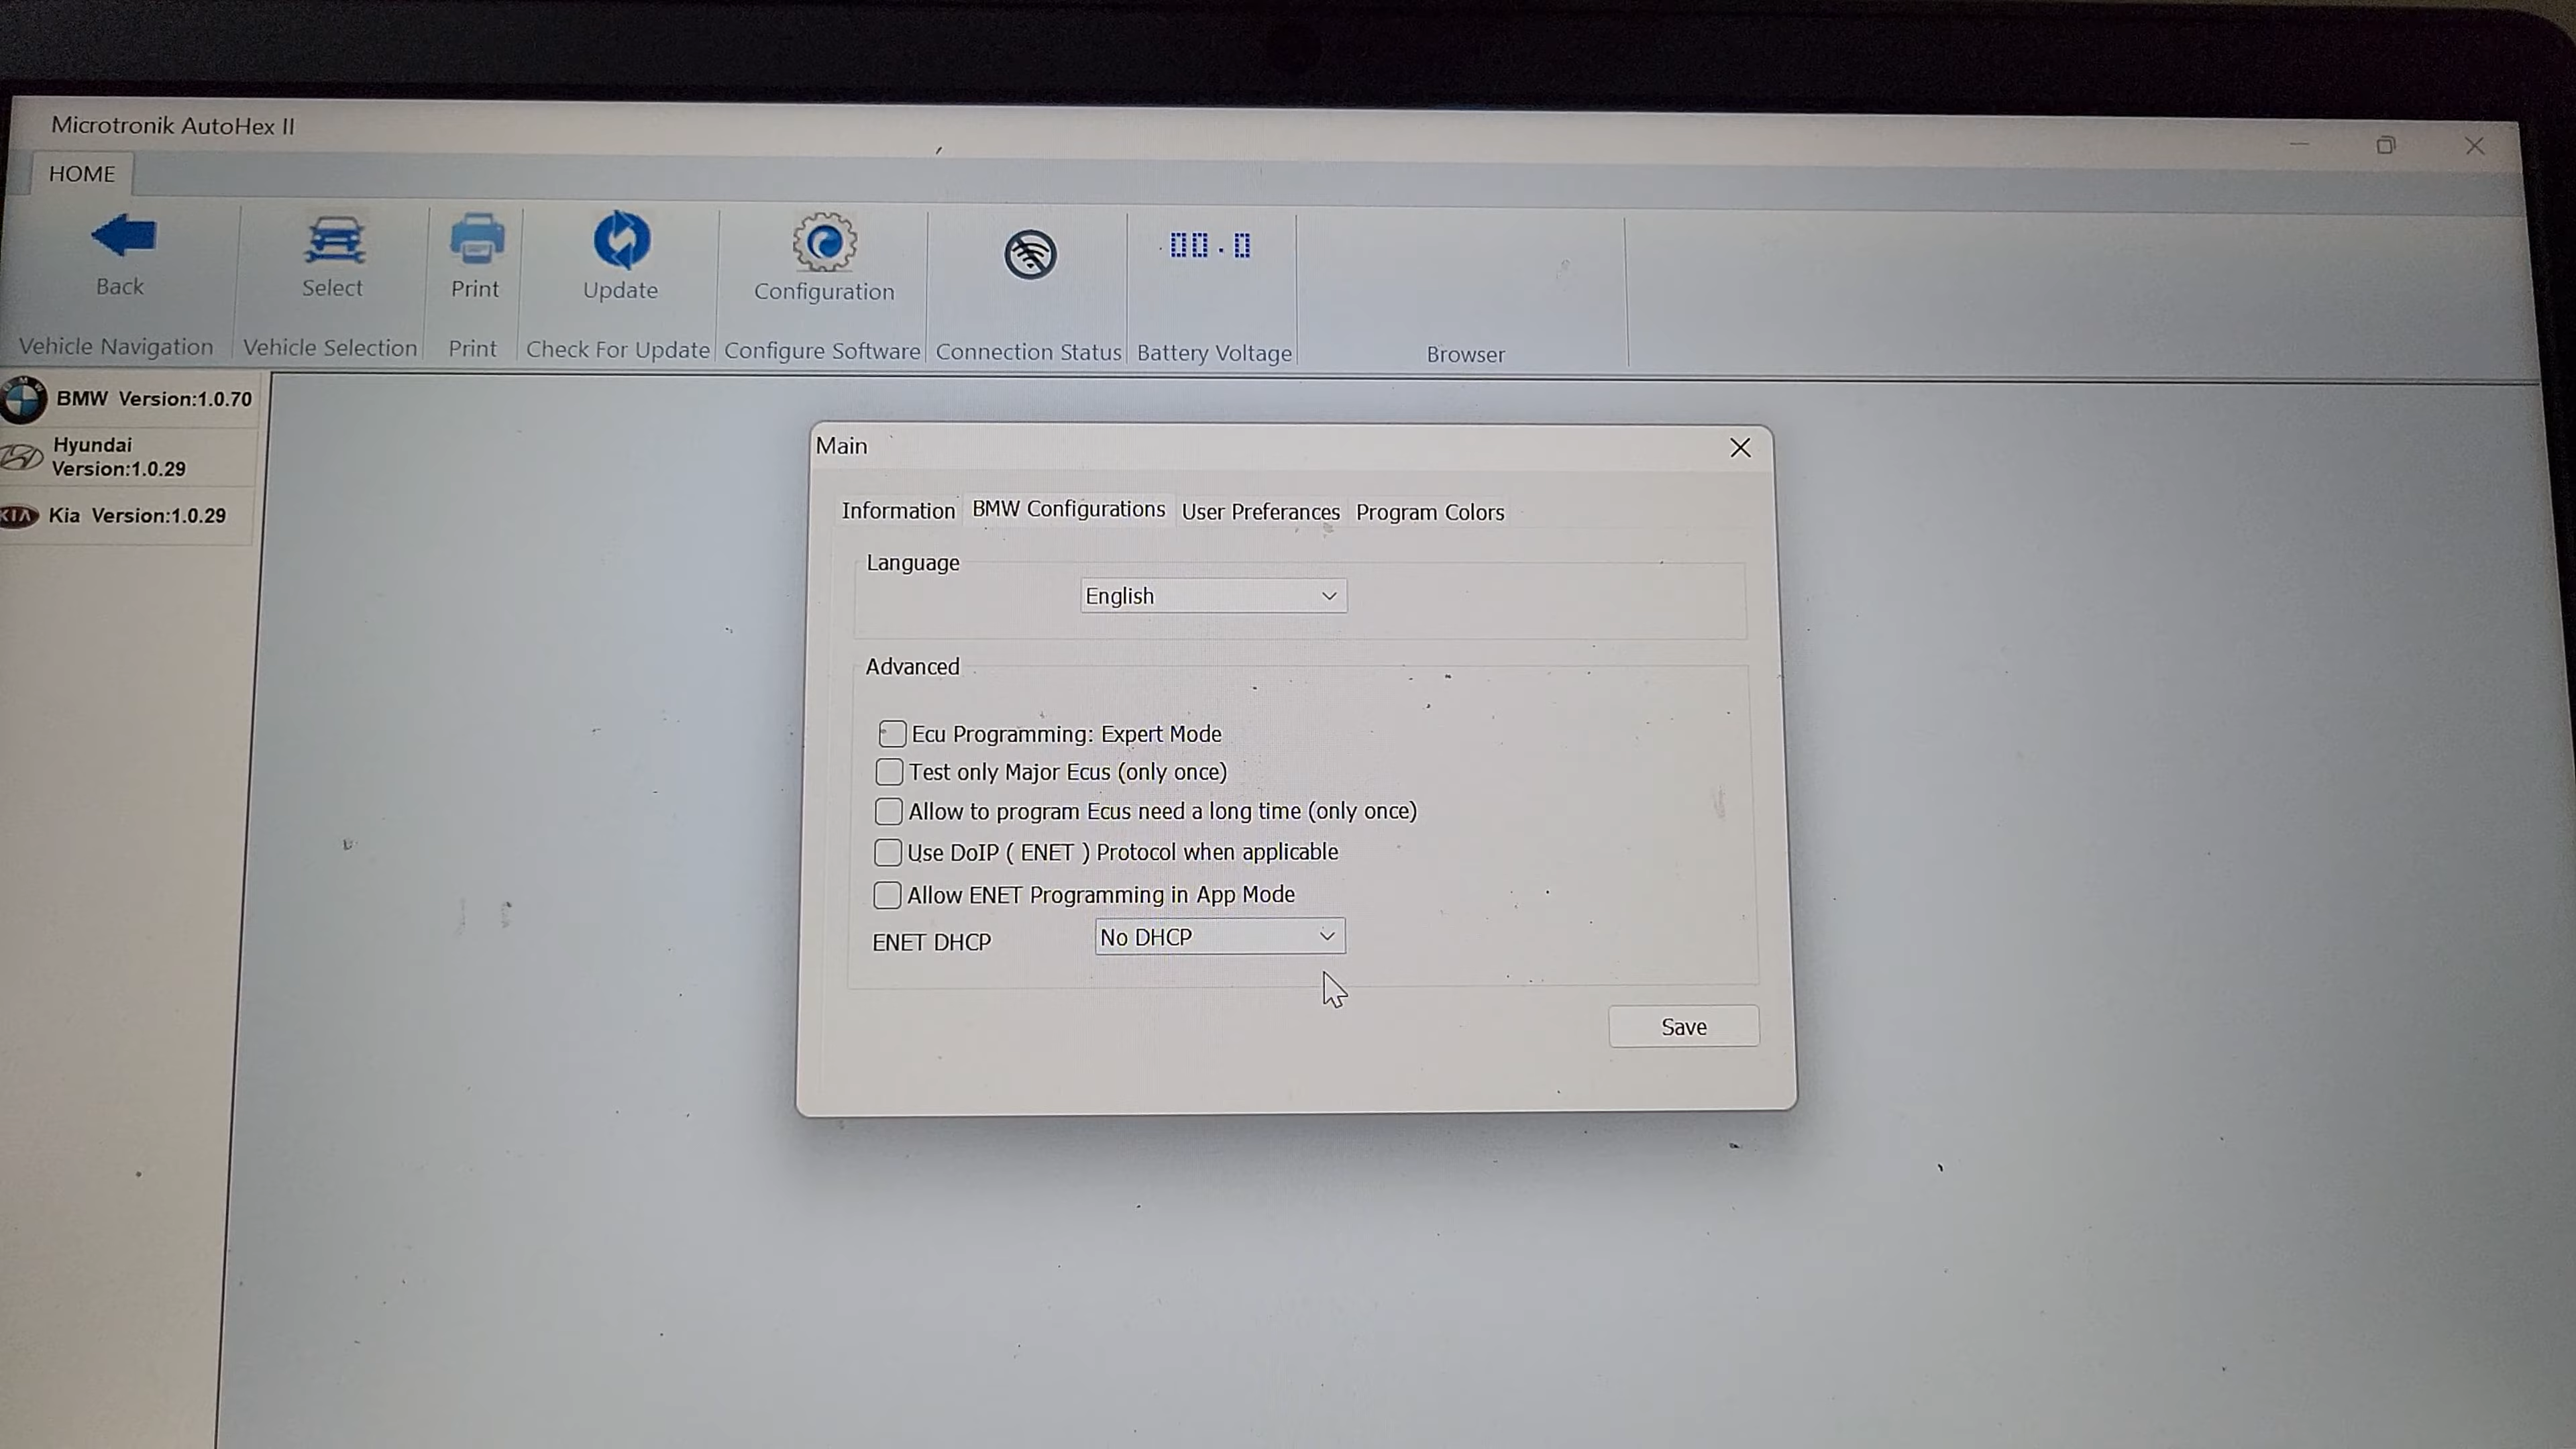 Microtronik AutoHex II
HOME
Back
Select
Print
Update
Configuration
00.0
Vehicle Navigation
Vehicle Selection
Print
Check For Update
Configure Software
Connection Status
Battery Voltage
Browser
BMW Version:1.0.70
Hyundai
Version:1.0.29
KIA Kia Version:1.0.29
Main
Information
BMW Configurations
User Preferances
Program Colors
Language
English
Advanced
Ecu Programming: Expert Mode
Test only Major Ecus (only once)
Allow to program Ecus need a long time (only once)
Use DoIP ( ENET ) Protocol when applicable
Allow ENET Programming in App Mode
ENET DHCP
No DHCP
Save